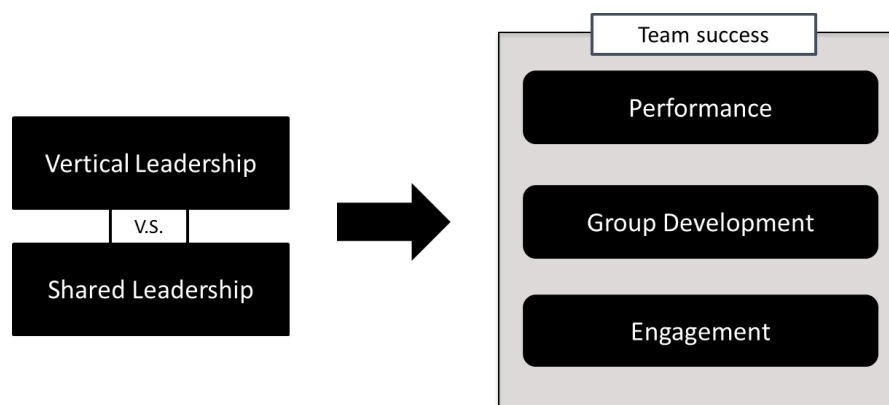 Vertical Leadership
V.S.
Shared Leadership
Team success
Performance
Group Development
Engagement